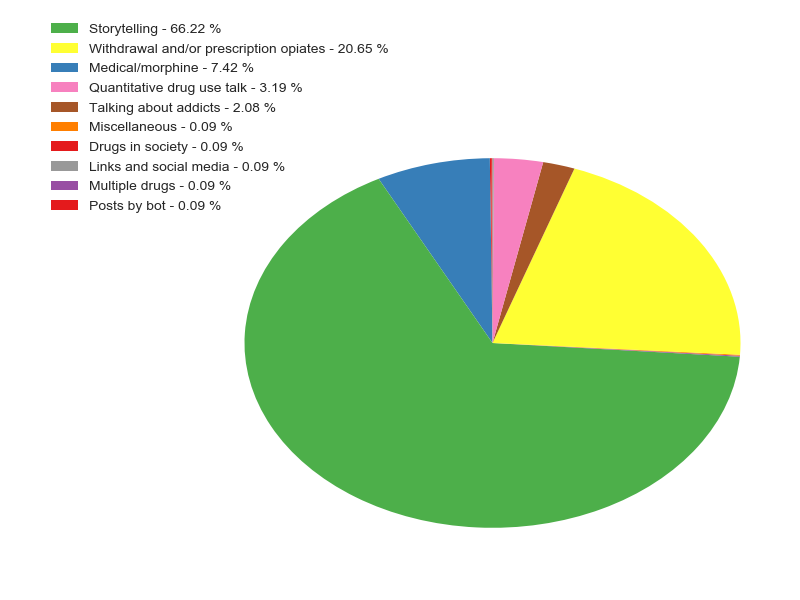 Storytelling - 66.22 %
Withdrawal and/or prescription opiates - 20.65 %
Medical/morphine - 7.42 %
Quantitative drug use talk - 3.19 %
Talking about addicts - 2.08 %
Miscellaneous - 0.09 %
Drugs in society - 0.09 %
Links and social media - 0.09 %
Multiple drugs - 0.09 %
Posts by bot - 0.09 %